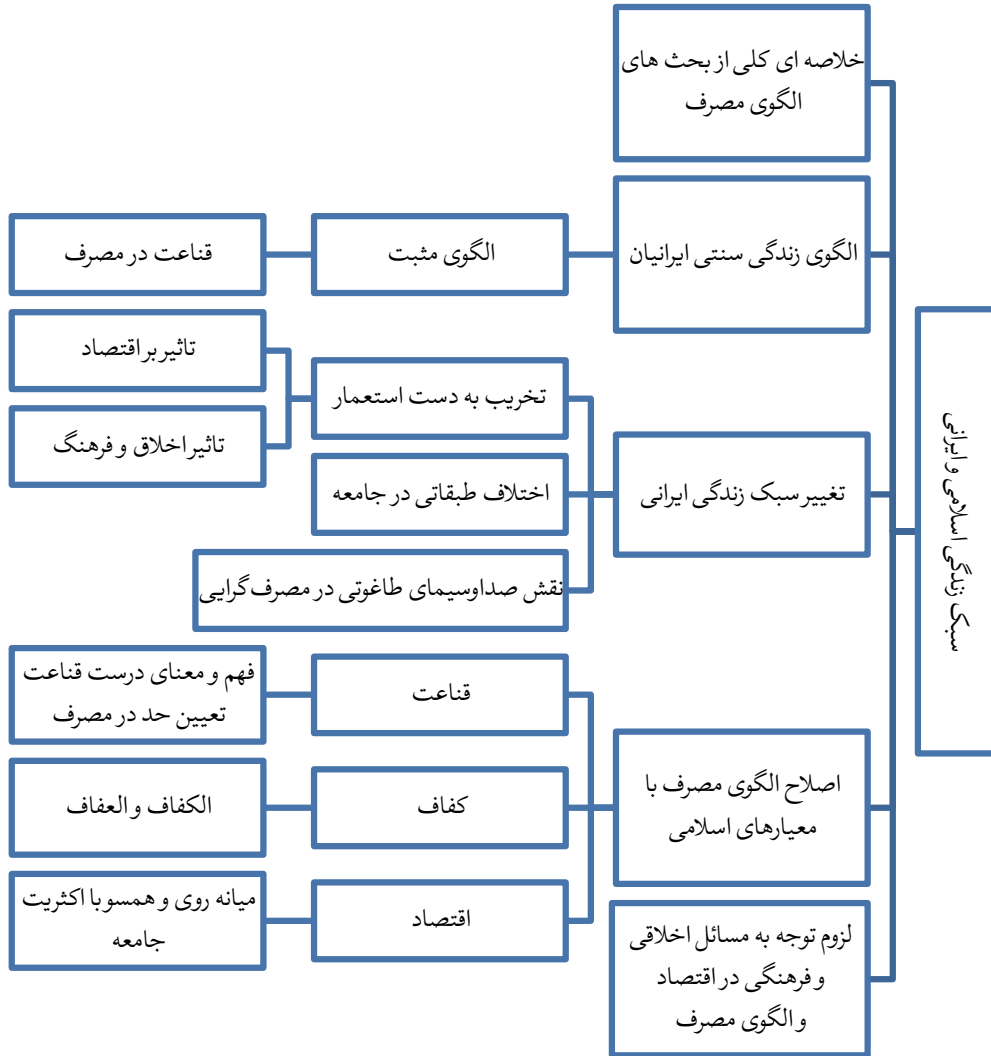 سبک زندگی اسلامی و ایرانی
خلاصه ای کلی از بحث های
الگوی مصرف
الگوی زندگی سنتی ایرانیان
الگوی مثبت
قناعت در مصرف
تغییر سبک زندگی ایرانی
تخریب به دست استعمار
تاثیر بر اقتصاد
تاثیر اخلاق و فرهنگ
اختلاف طبقاتی در جامعه
نقش صداوسیمای طاغوتی در مصرف‌گرایی
اصلاح الگوی مصرف با
معیارهای اسلامی
قناعت
فهم و معنای درست قناعت
تعیین حد در مصرف
کفاف
الکفاف و العفاف
اقتصاد
میانه روی و همسو با اکثریت
جامعه
لزوم توجه به مسائل اخلاقی
و فرهنگی در اقتصاد
و الگوی مصرف